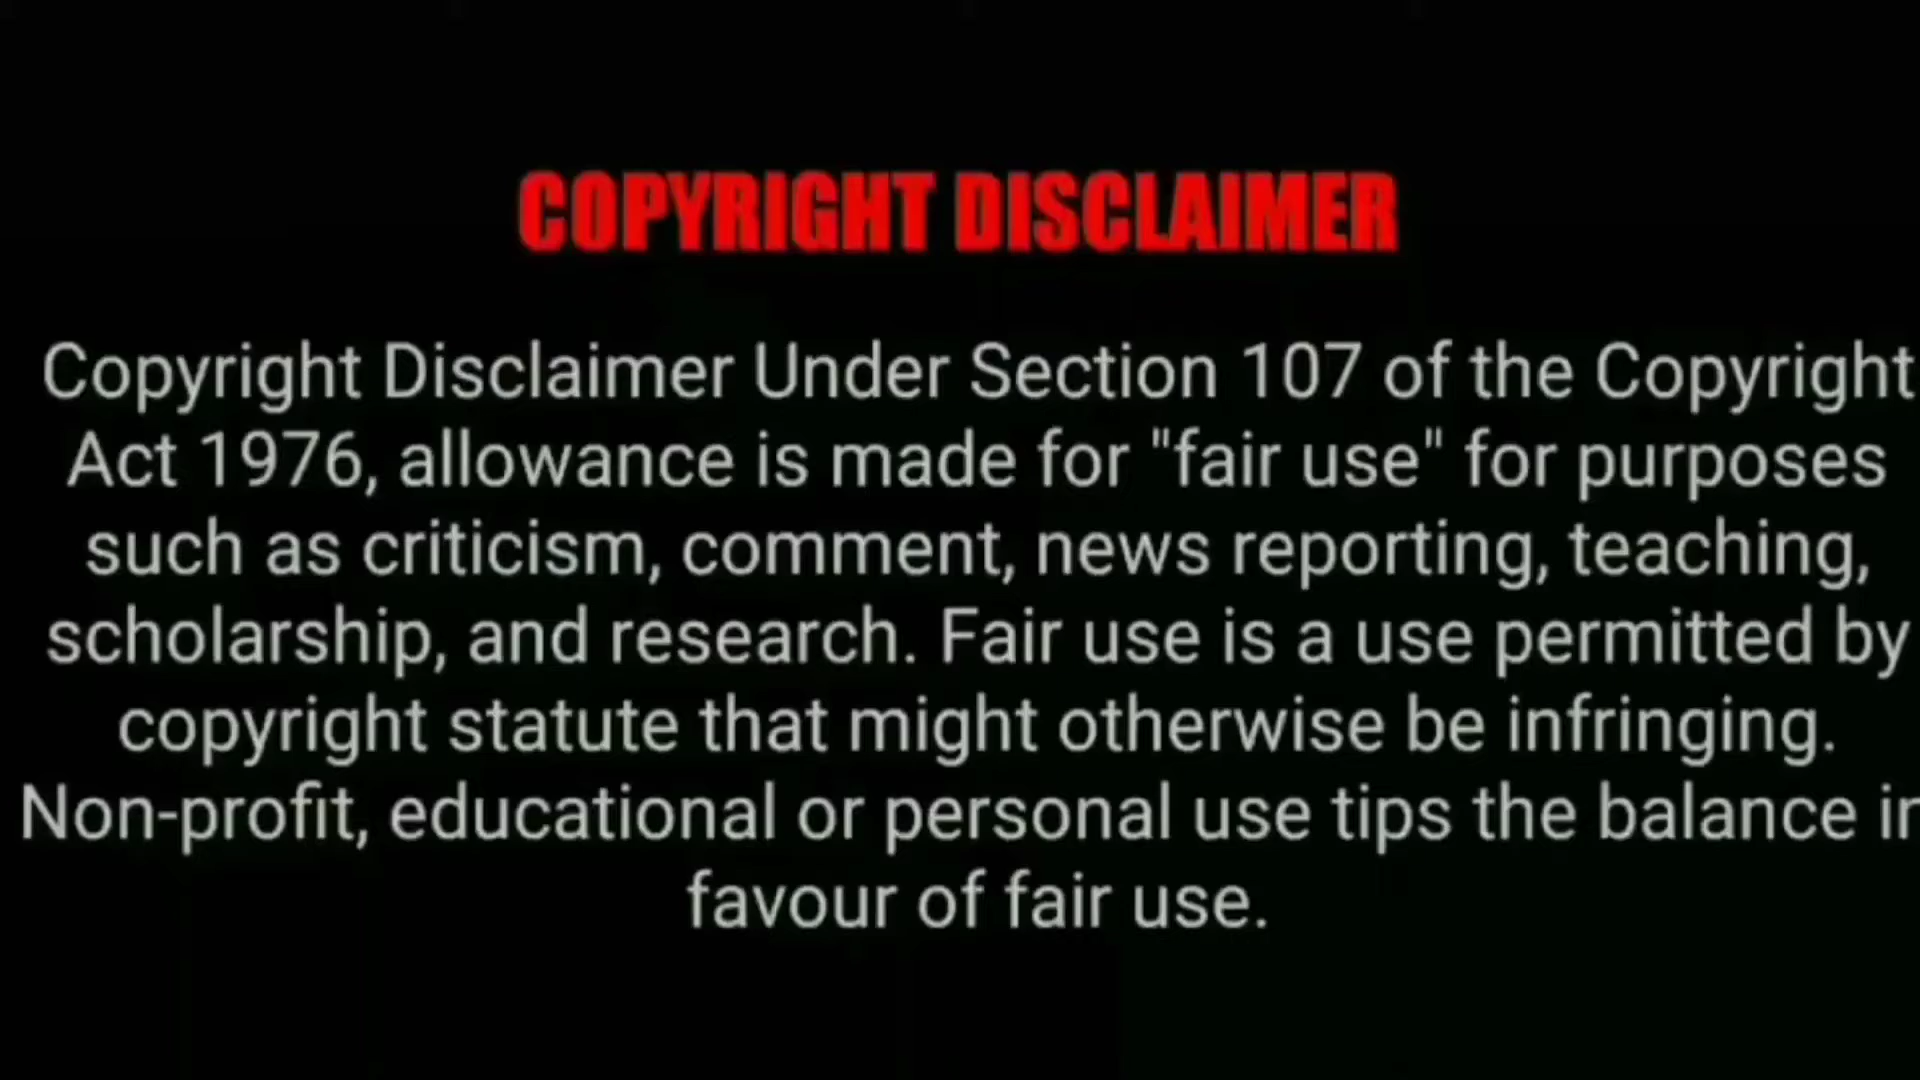 COPYRIGHT DISCLAIMER
Copyright Disclaimer Under Section 107 of the Copyright
Act 1976, allowance is made for "fair use" for purposes
such as criticism, comment, news reporting, teaching,
scholarship, and research. Fair use is a use permitted by
copyright statute that might otherwise be infringing.
Non-profit, educational or personal use tips the balance in
favour of fair use.